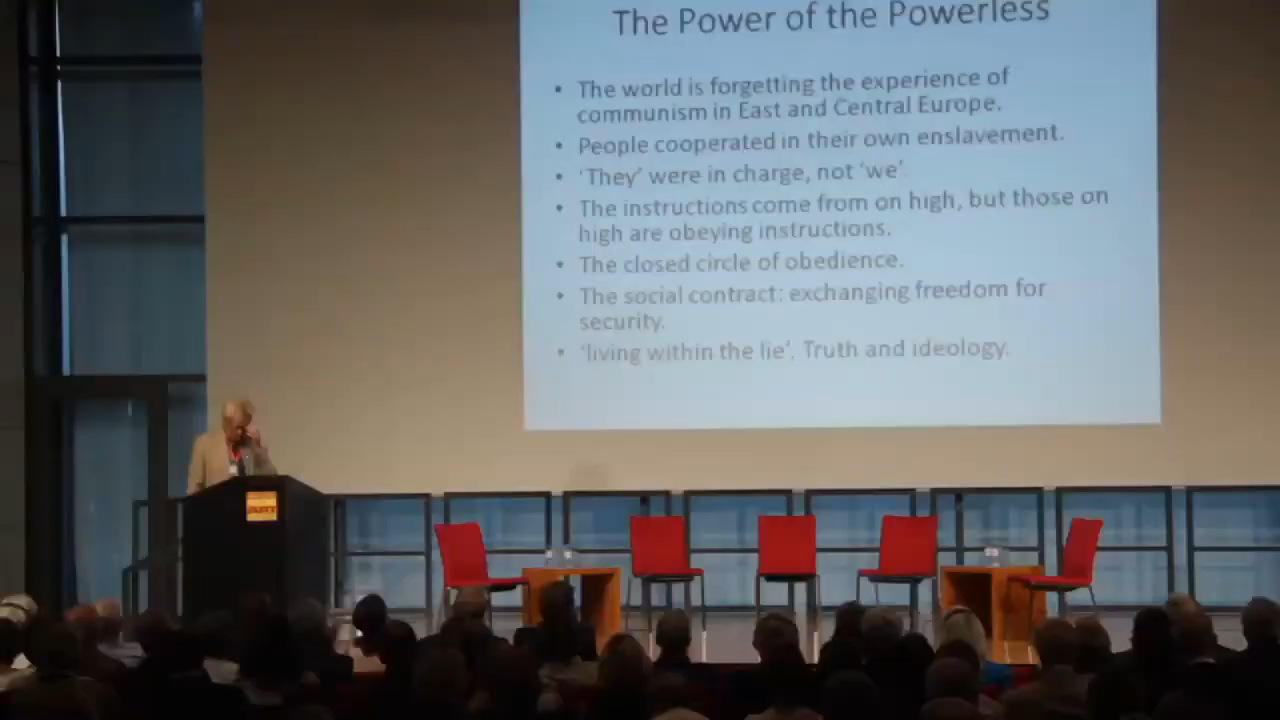 The Power of the Powerless
• The world is forgetting the experience of
communism in East and Central Europe.
• People cooperated in their own enslavement.
• 'They' were in charge, not 'we'.
• The instructions come from on high, but those on
high are obeying instructions.
• The closed circle of obedience.
• The social contract: exchanging freedom for
security.
• 'living within the lie'. Truth and ideology.